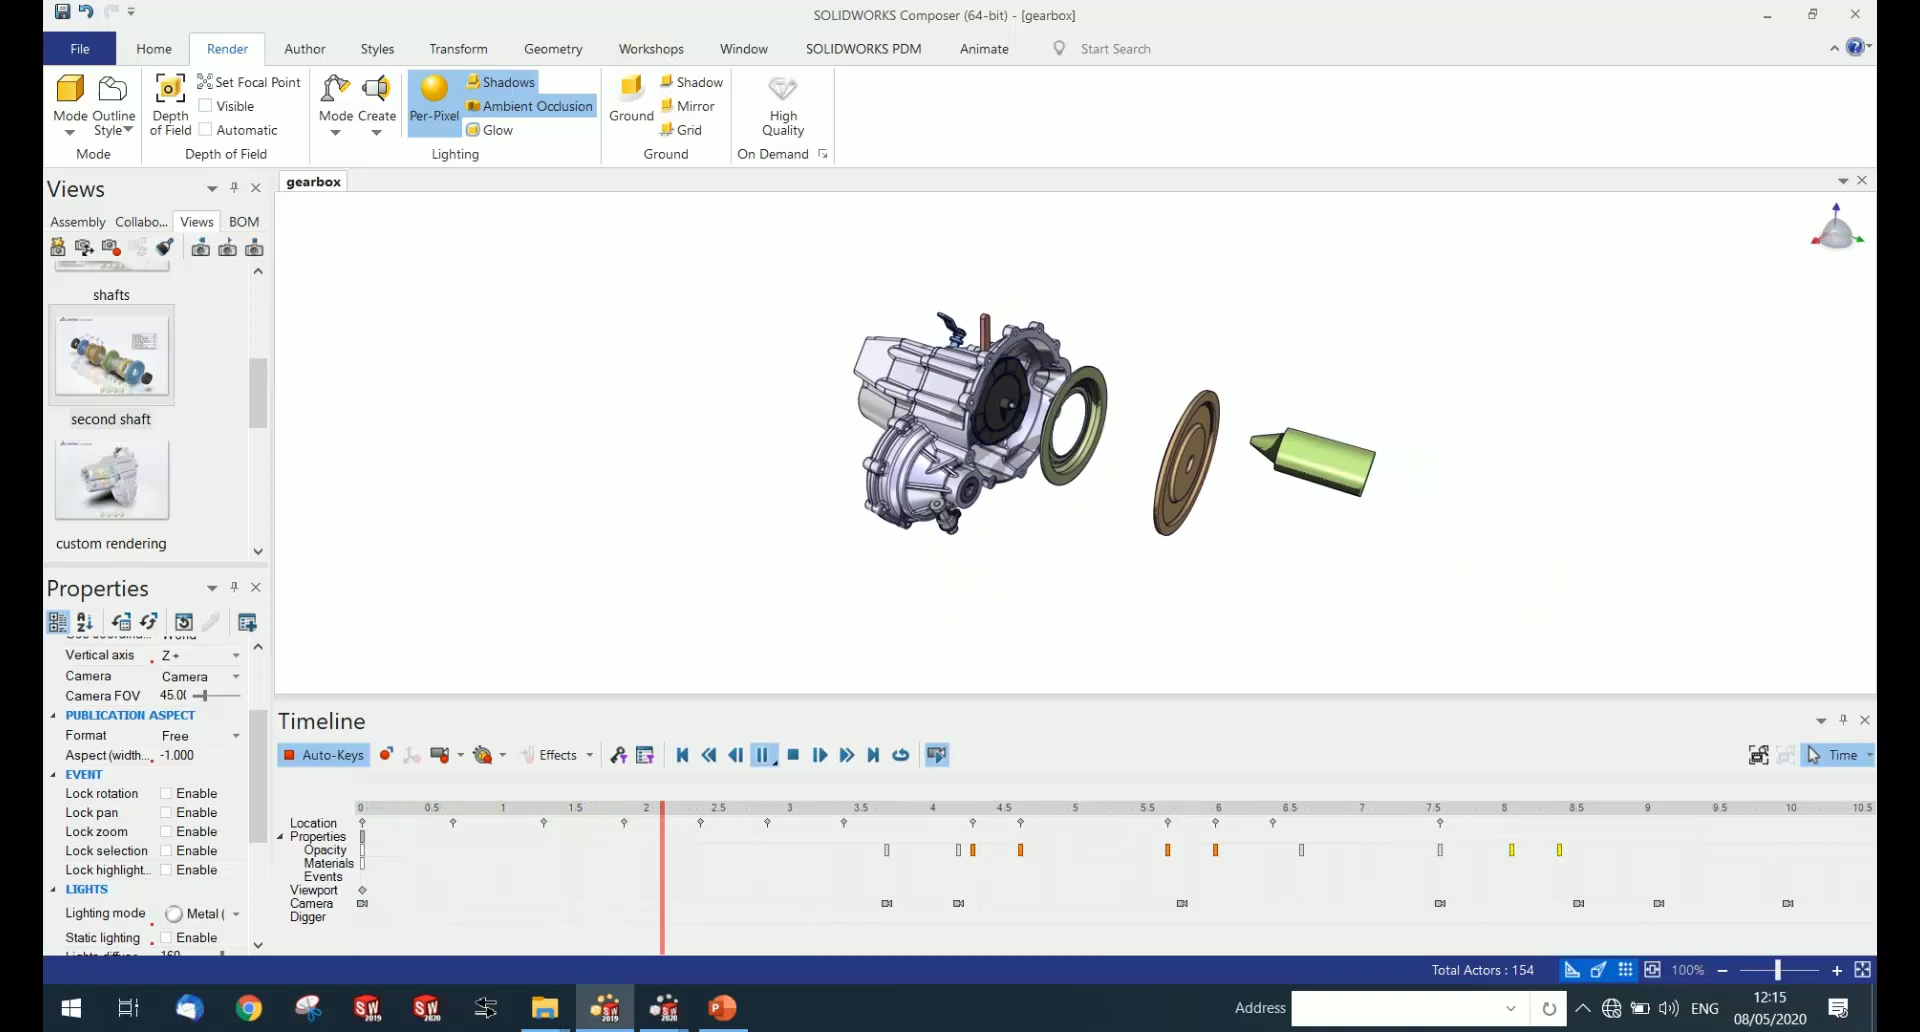 SOLIDWORKS Composer (64-bit) - [gearbox]
File Home Render Author Styles Transform Geometry Workshops Window SOLIDWORKS PDM Animate Start Search
Set Focal Point
Visible
Automatic
Mode Outline Style
Depth of Field
Mode Create
Per-Pixel
Shadows
Ambient Occlusion
Glow
Ground
Shadow
Mirror
Grid
High Quality
Mode Depth of Field Lighting Ground On Demand
Views
gearbox
Assembly Collabo... Views BOM
shafts
second shaft
custom rendering
Properties
Vertical axis Z +
Camera Camera
Camera FOV 45.0
PUBLICATION ASPECT
Format Free
Aspect (width... -1.000
EVENT
Lock rotation Enable
Lock pan Enable
Lock zoom Enable
Lock selection Enable
Lock highlight... Enable
LIGHTS
Lighting mode Metal (
Static lighting Enable
Timeline
Auto-Keys Effects Time
0 0.5 1 1.5 2 2.5 3 3.5 4 4.5 5 5.5 6 6.5 7 7.5 8 8.5 9 9.5 10 10.5
Location
Properties
Opacity
Materials
Events
Viewport
Camera
Digger
Total Actors : 154 100%
SW 2019 SW 2020 SW 2019 SW 2020 P
Address ENG 12:15
08/05/2020